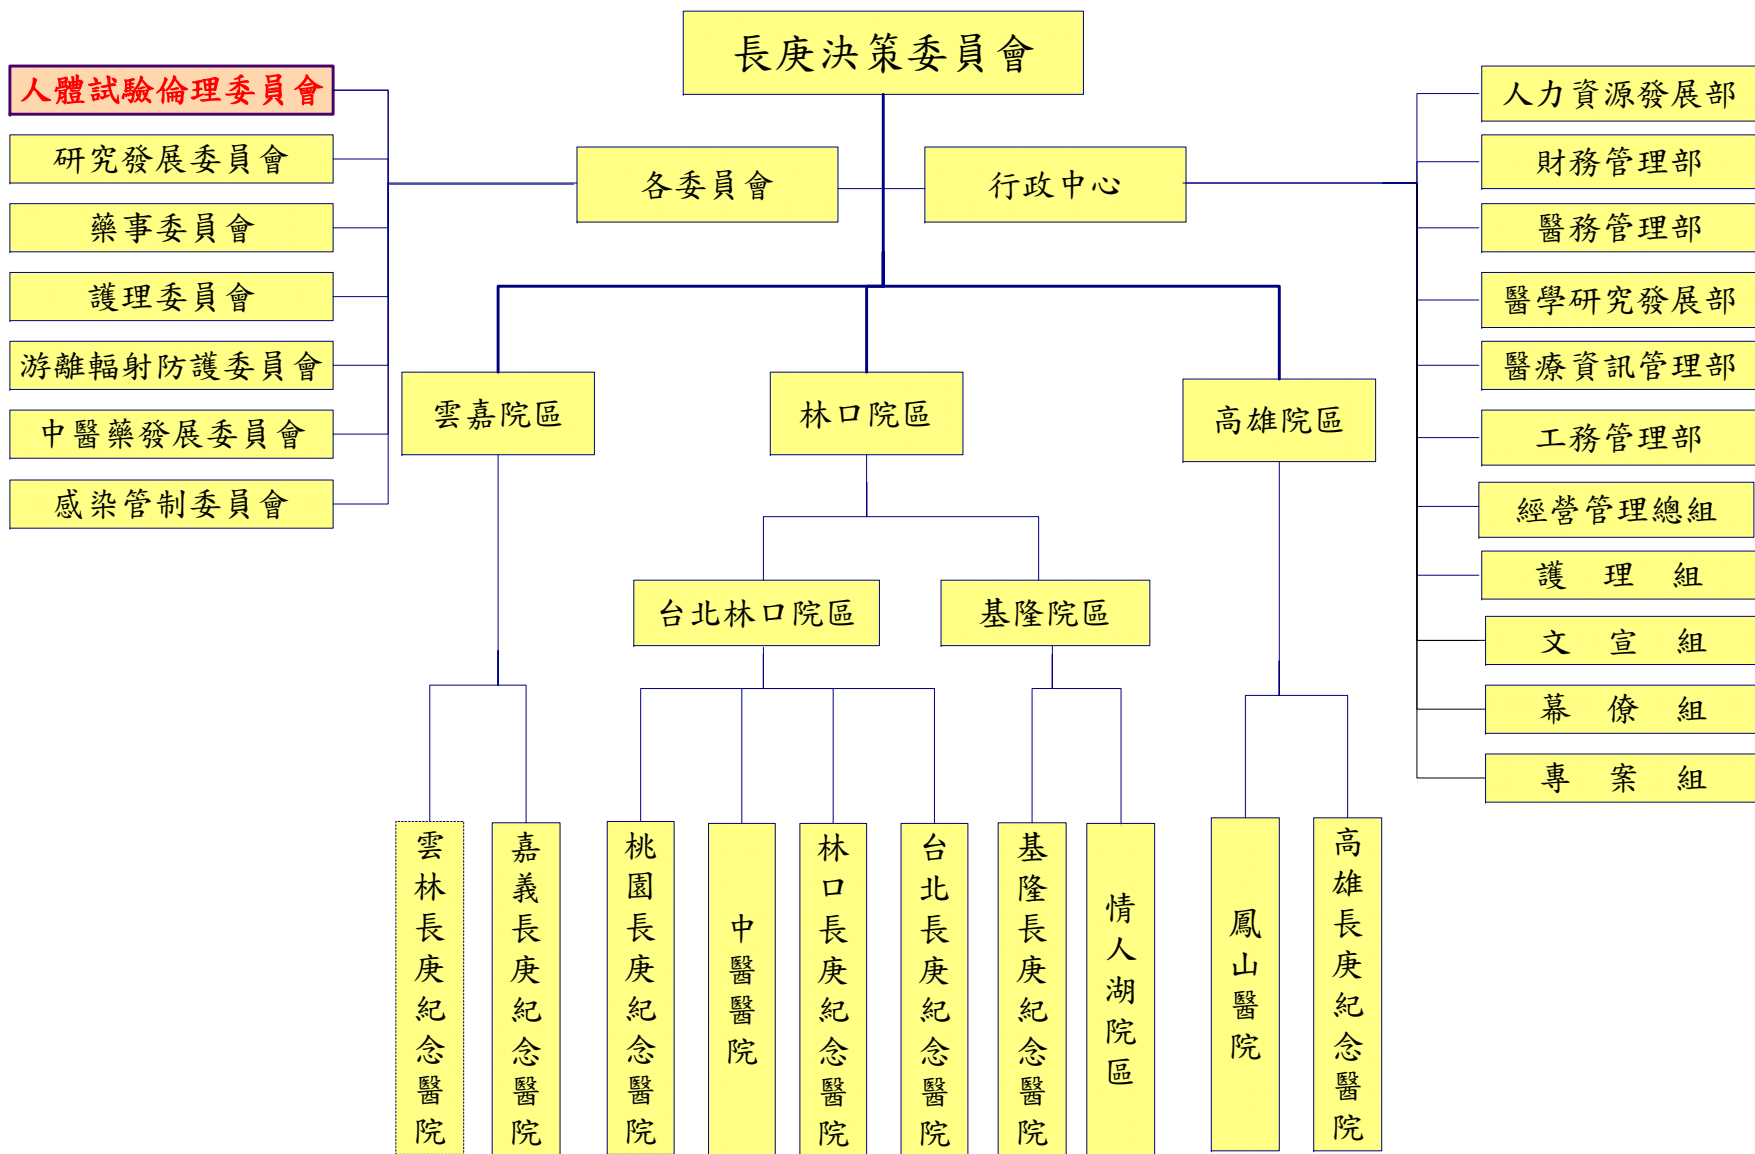 長庚決策委員會
各委員會
行政中心
人體試驗倫理委員會
研究發展委員會
藥事委員會
護理委員會
游離輻射防護委員會
中醫藥發展委員會
感染管制委員會
人力資源發展部
財務管理部
醫務管理部
醫學研究發展部
醫療資訊管理部
工務管理部
經營管理總組
護理組
文宣組
幕僚組
專案組
雲嘉院區
林口院區
高雄院區
台北林口院區
基隆院區
雲林長庚紀念醫院
嘉義長庚紀念醫院
桃園長庚紀念醫院
中醫醫院
林口長庚紀念醫院
台北長庚紀念醫院
基隆長庚紀念醫院
情人湖院區
鳳山醫院
高雄長庚紀念醫院